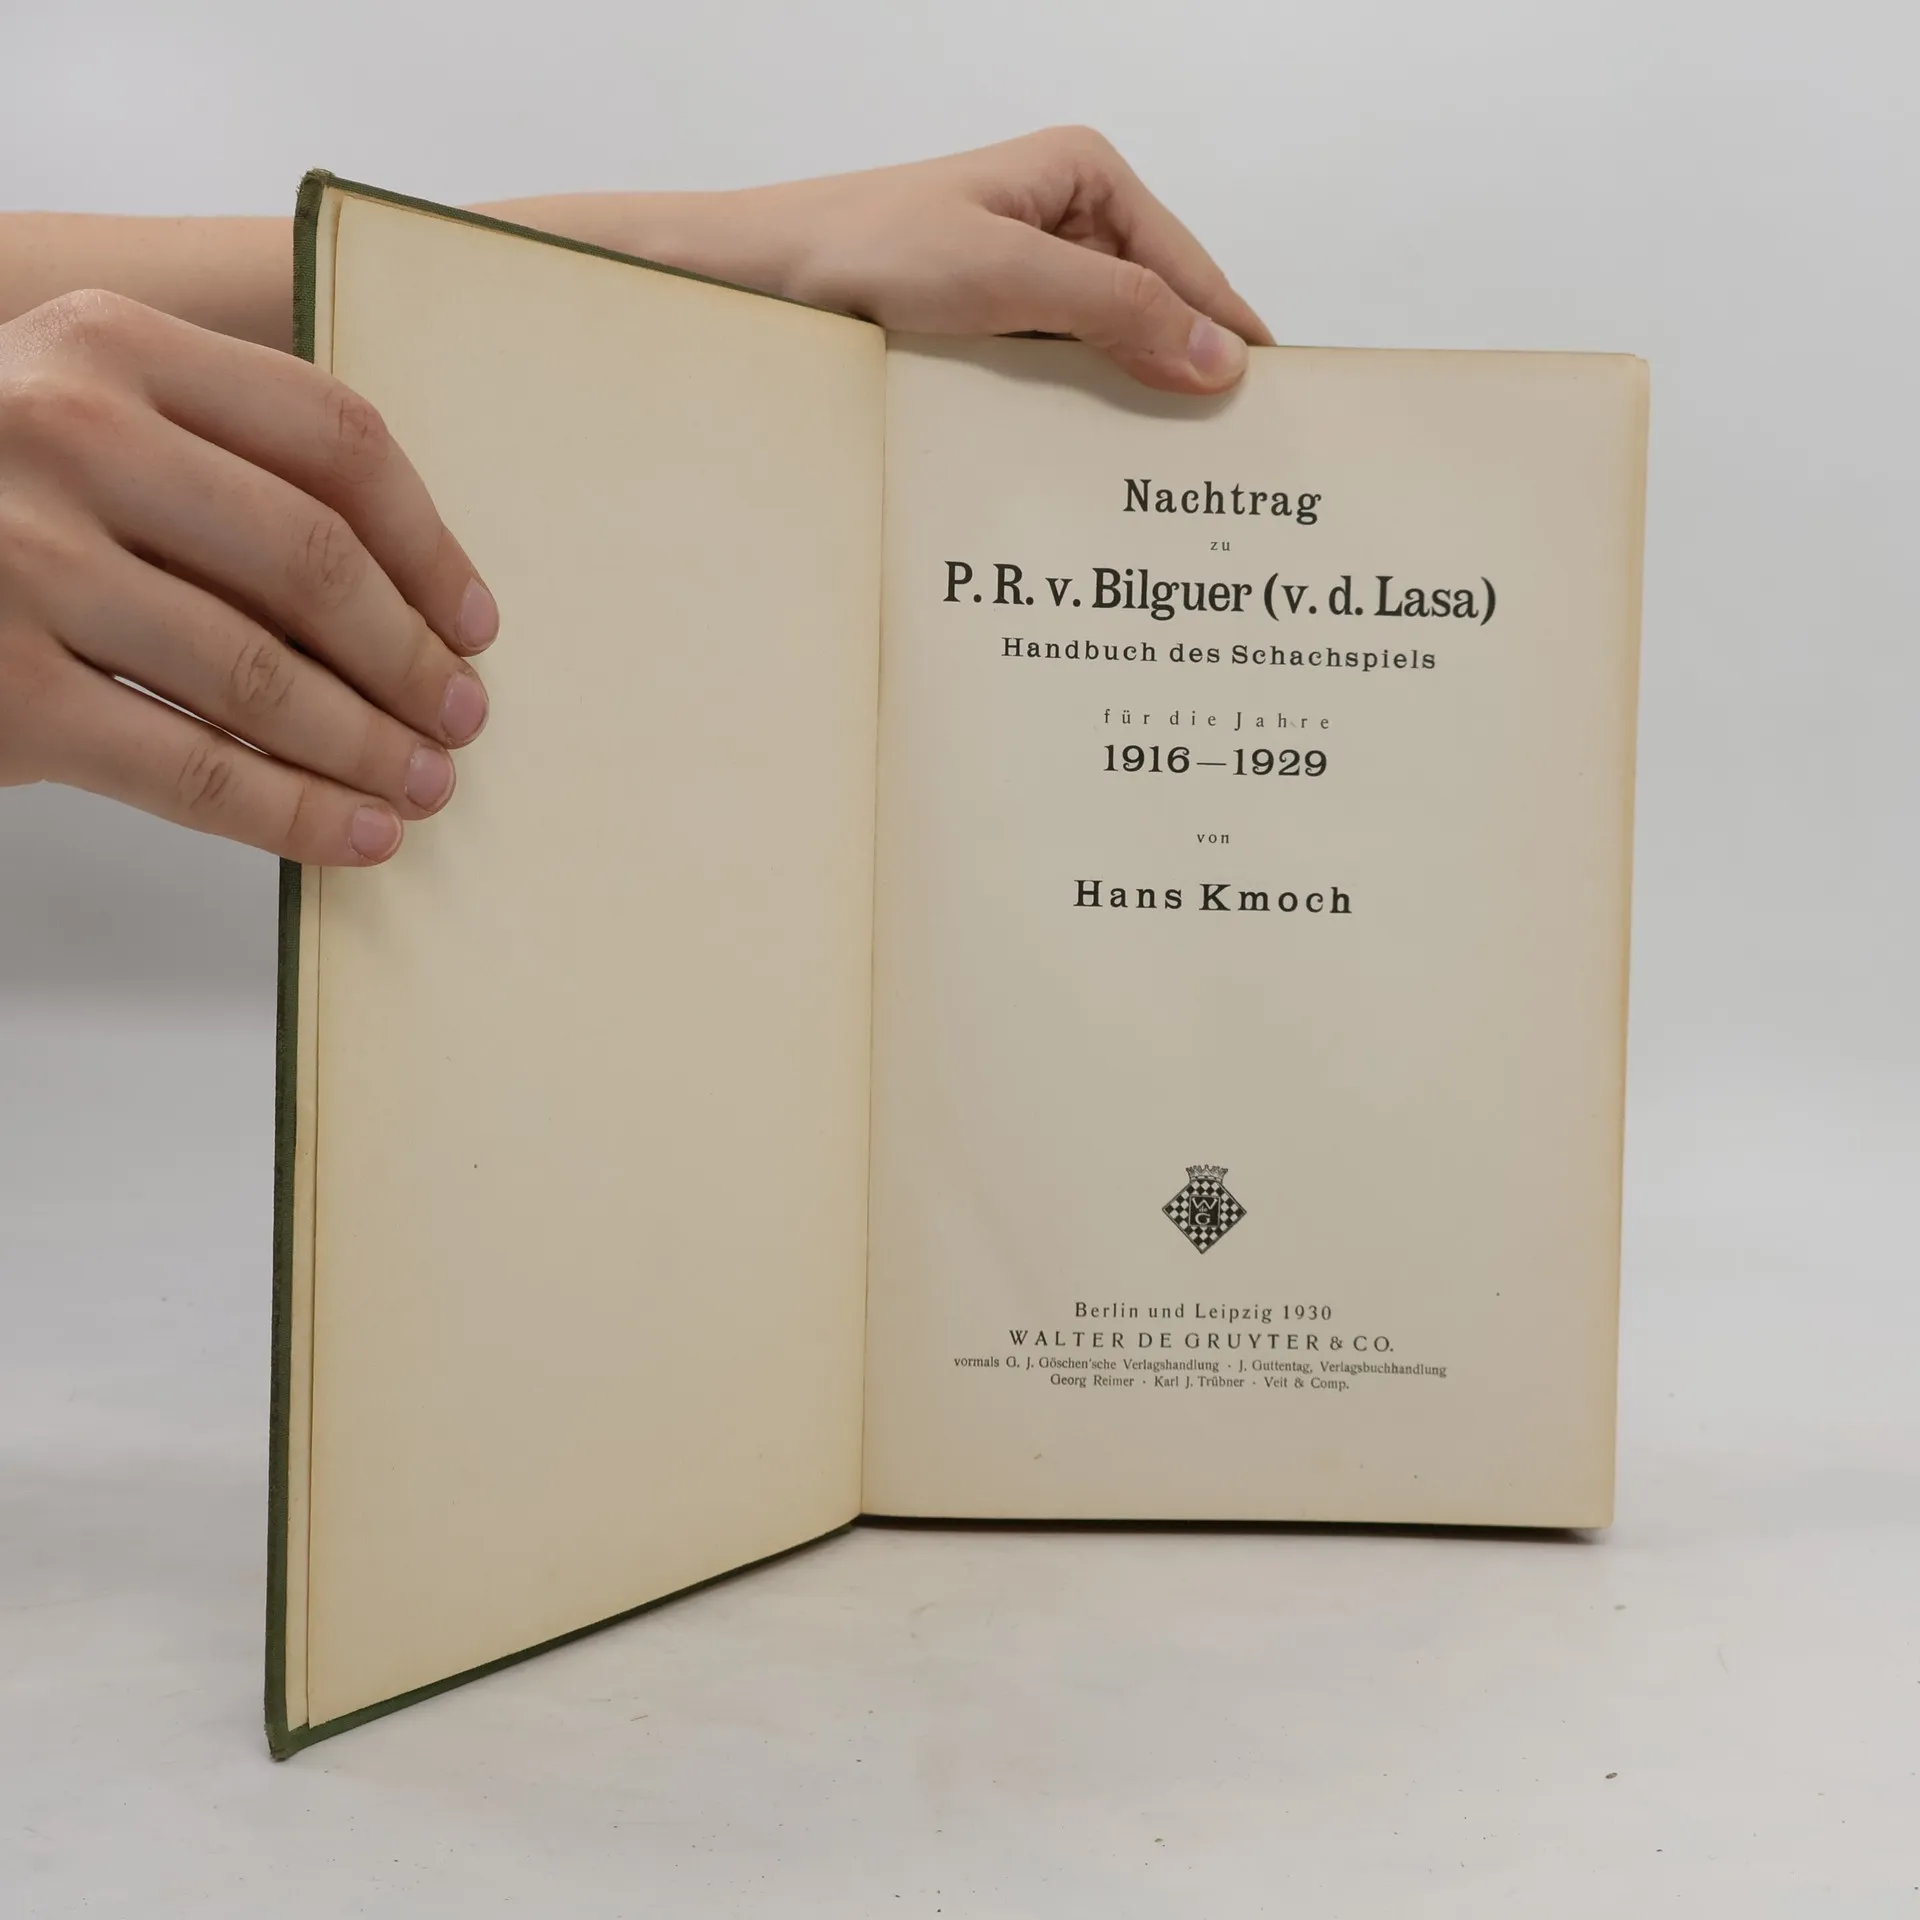 Nachtrag
zu
P. R. v. Bilguer (v. d. Lasa)
Handbuch des Schachspiels
für die Jahre
1916—1929
von
Hans Kmoch
W
de
G
Berlin und Leipzig 1930
WALTER DE GRUYTER & CO.
vormals G. J. Göschen'sche Verlagshandlung · J. Guttentag, Verlagsbuchhandlung
Georg Reimer · Karl J. Trübner · Veit & Comp.